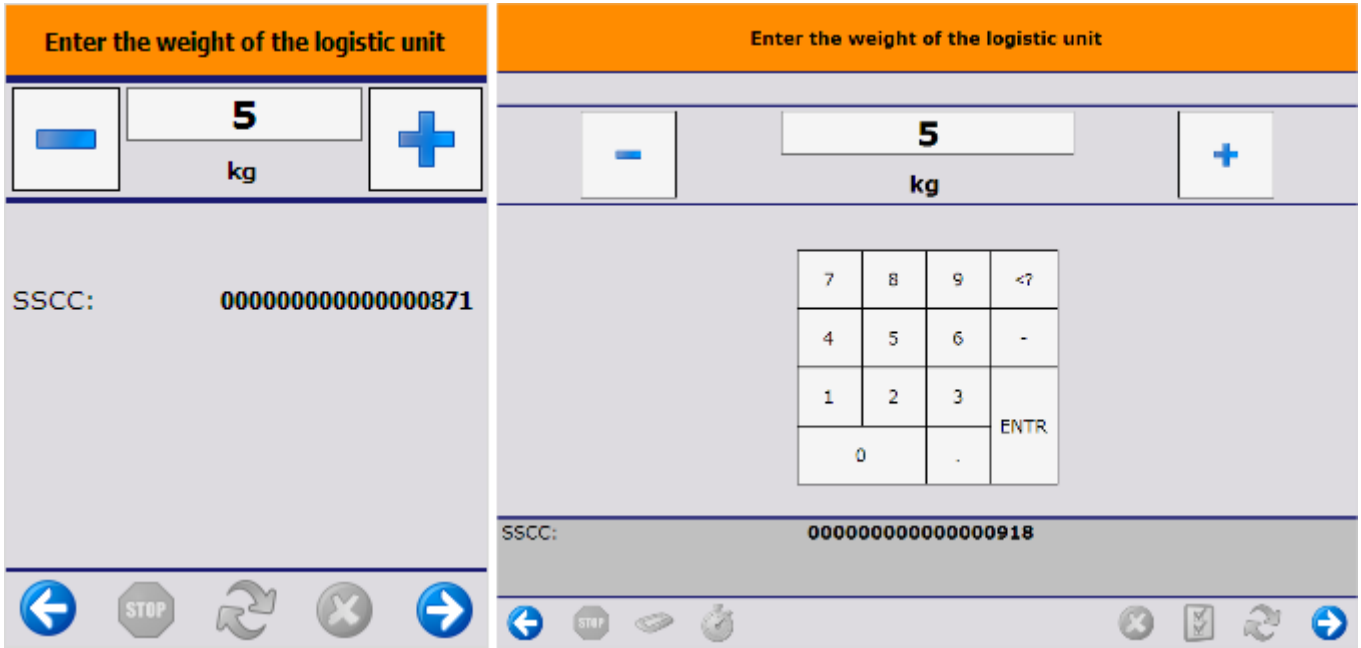 Enter the weight of the logistic unit
5
kg
SSCC: 000000000000000871
STOP
Enter the weight of the logistic unit
5
kg
7 8 9 <?
4 5 6 -
1 2 3
ENTR
0 .
SSCC: 000000000000000918
STOP